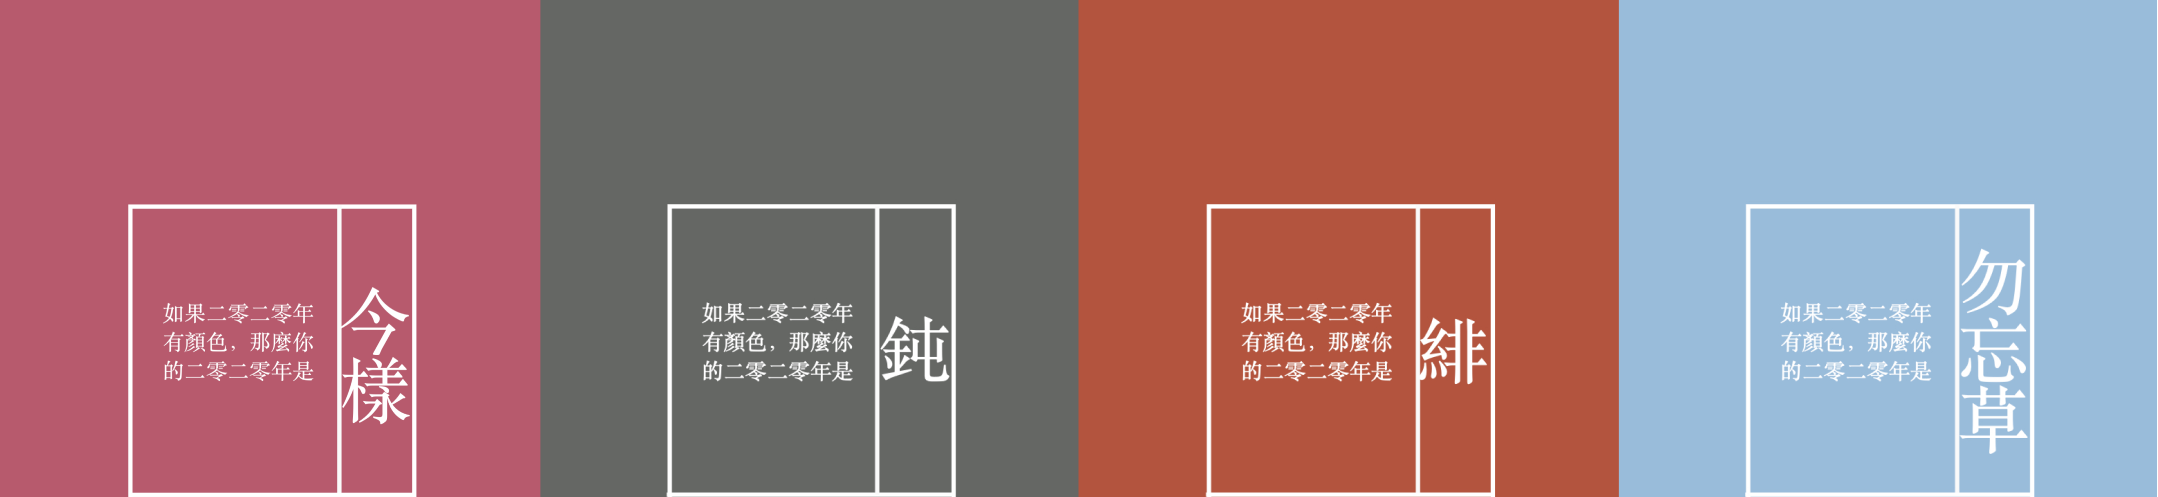 如果二零二零年
有顏色，那麼你
的二零二零年是
今樣
如果二零二零年
有顏色，那麼你
的二零二零年是
鈍
如果二零二零年
有顏色，那麼你
的二零二零年是
緋
如果二零二零年
有顏色，那麼你
的二零二零年是
勿忘草